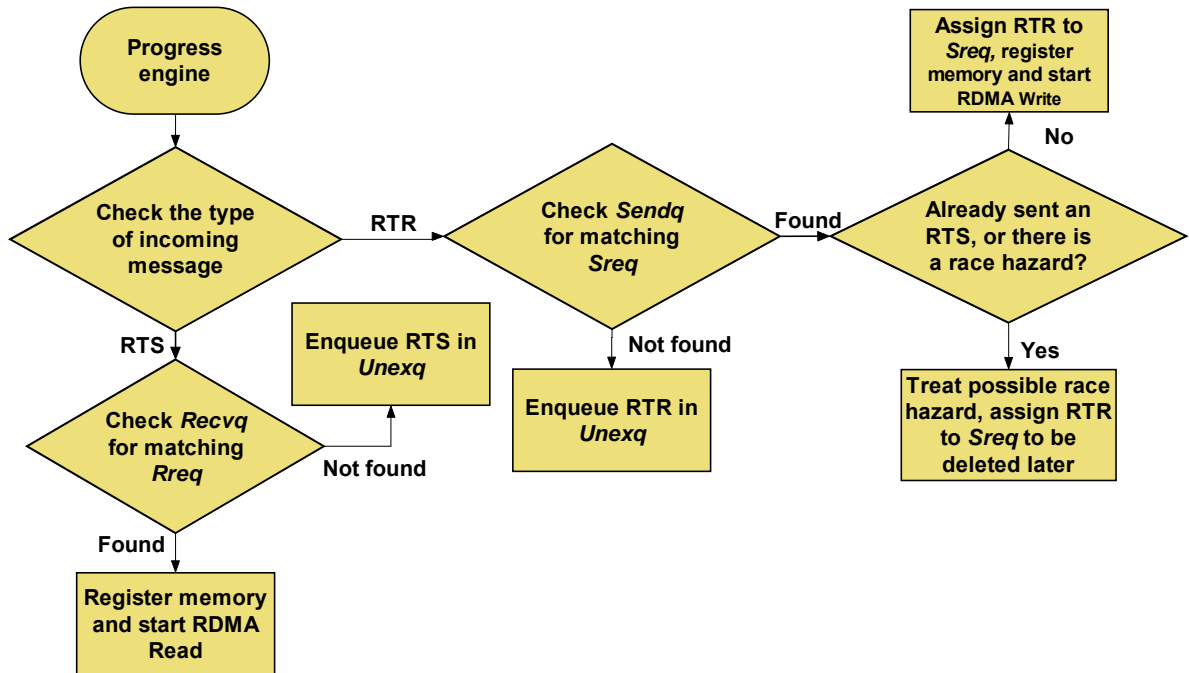 Progress
engine
Check the type
of incoming
message
RTR
Check Sendq
for matching
Sreq
Found
Already sent an
RTS, or there is
a race hazard?
No
Assign RTR to
Sreq, register
memory and start
RDMA Write
Yes
Treat possible race
hazard, assign RTR
to Sreq to be
deleted later
Not found
Enqueue RTR in
Unexq
RTS
Check Recvq
for matching
Rreq
Not found
Enqueue RTS in
Unexq
Found
Register memory
and start RDMA
Read